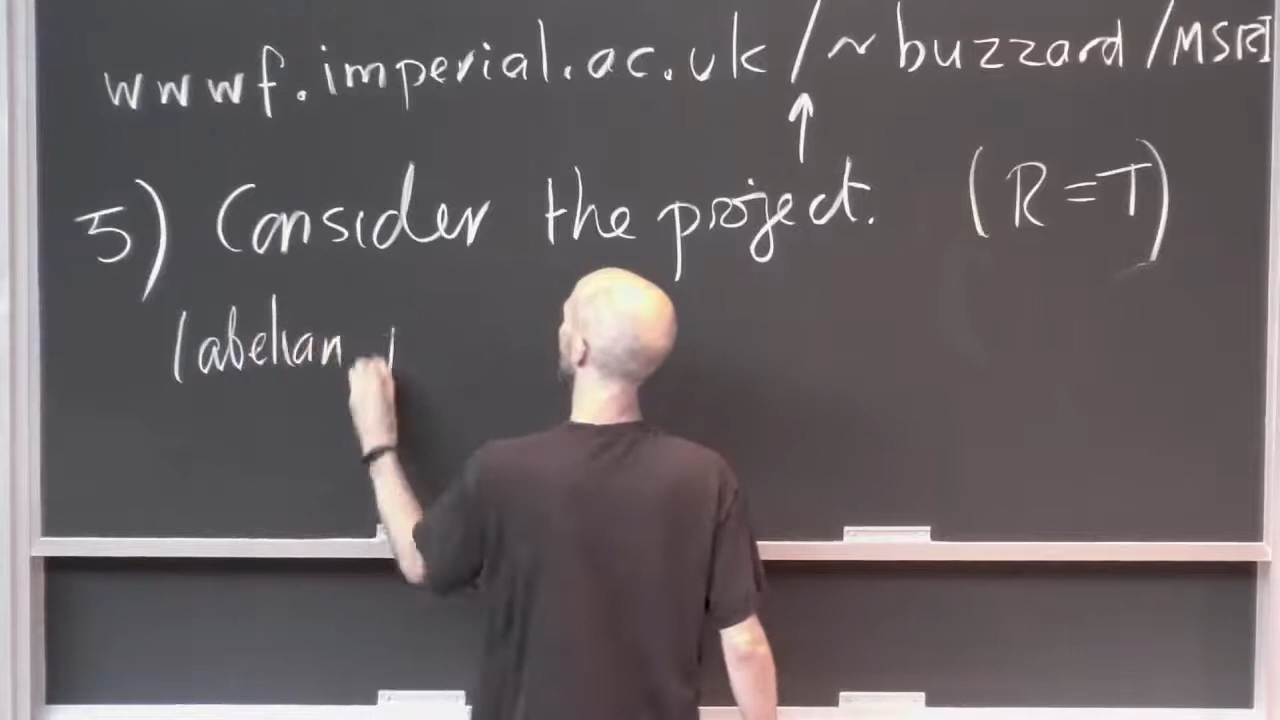 wwwf.imperial.ac.uk/~buzzard/MSRI
5) Consider the project. (R=T)
(abelian